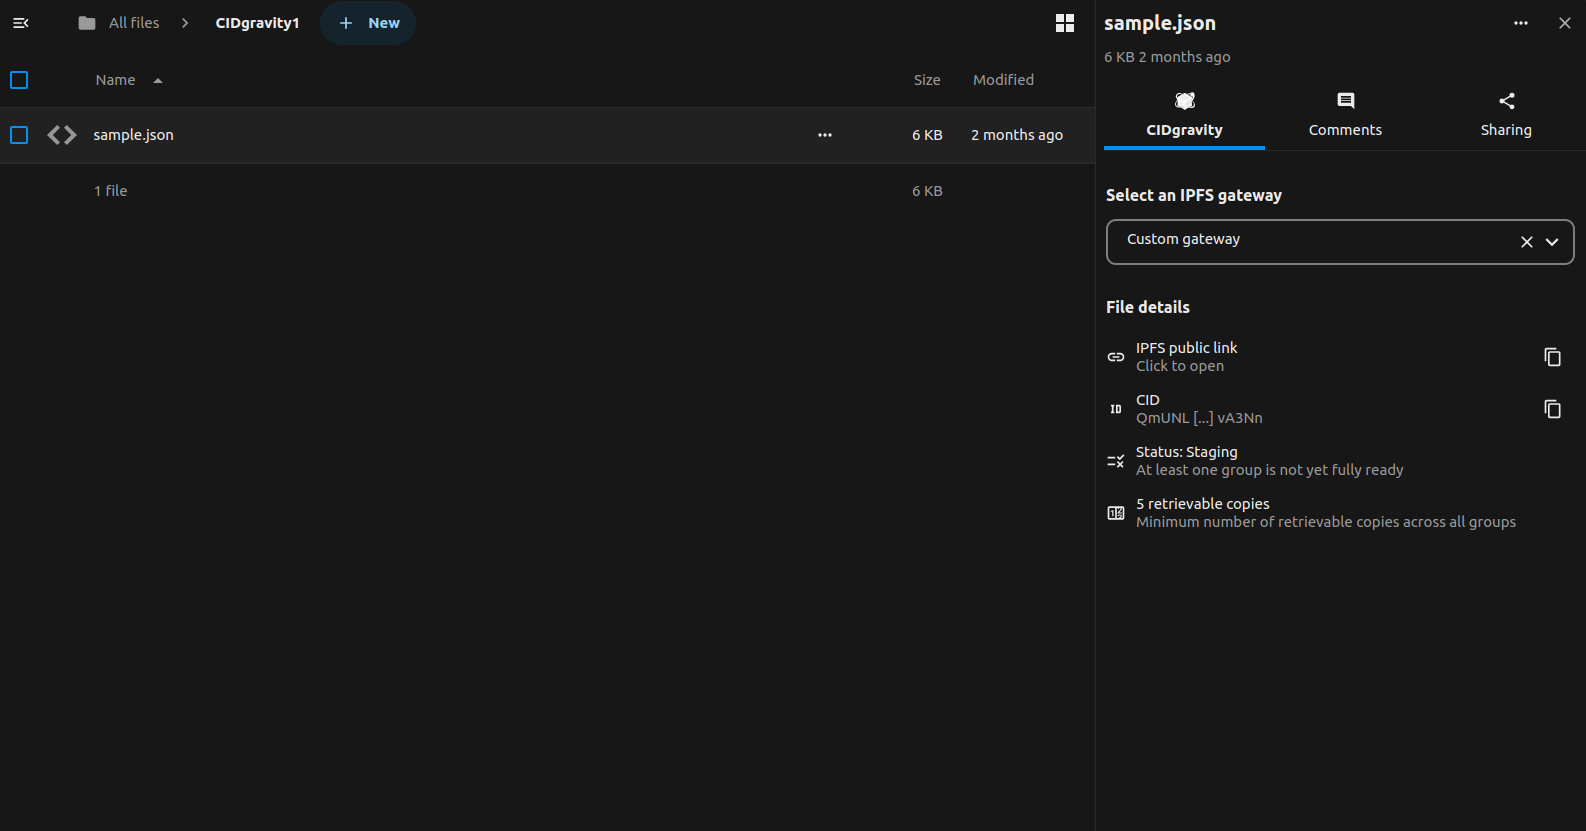 All files
CIDgravity1
New
Name
Size
Modified
sample.json
6 KB
2 months ago
1 file
6 KB
sample.json
6 KB 2 months ago
CIDgravity
Comments
Sharing
Select an IPFS gateway
Custom gateway
File details
IPFS public link
Click to open
ID
CID
QmUNL [...] vA3Nn
Status: Staging
At least one group is not yet fully ready
5 retrievable copies
Minimum number of retrievable copies across all groups